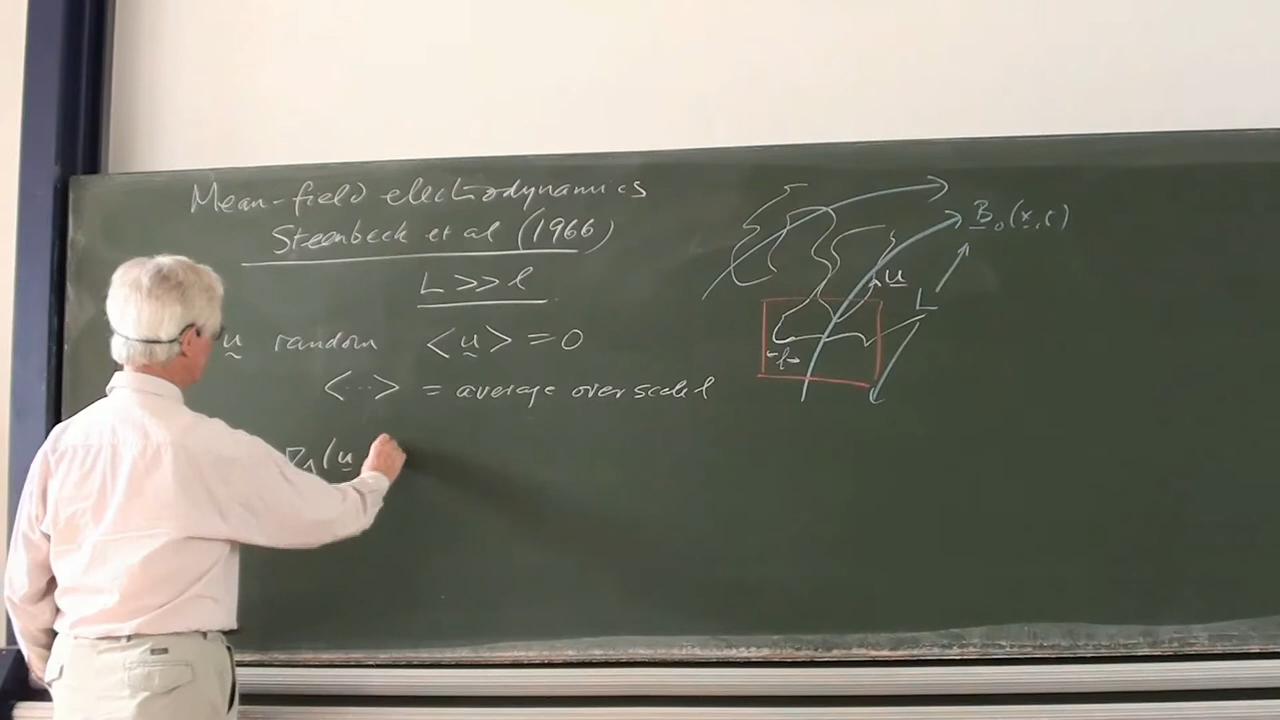 Mean-field electrodynamics
Steenbeck et al (1966)
L >> l
u random <u> = 0
<...> = average over scale l
∇∧(u
B₀(x,t)
u
L
l